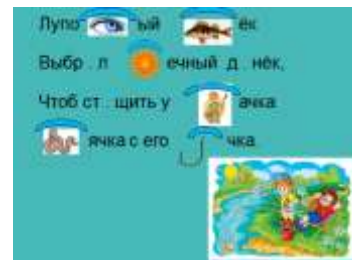 Лупо ый ёк
Выбр . л ечный д . нёк,
Чтоб ст . щить у ачка
ячка с его чка.